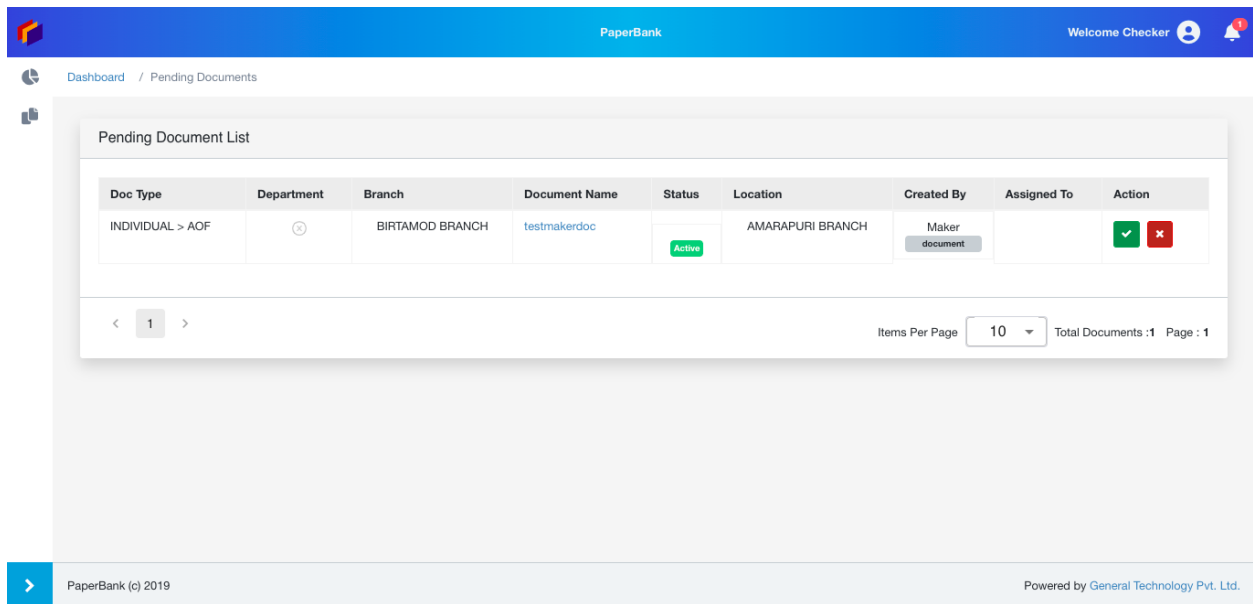 PaperBank
Welcome Checker
1
Dashboard / Pending Documents
Pending Document List
Doc Type Department Branch Document Name Status Location Created By Assigned To Action
INDIVIDUAL > AOF BIRTAMOD BRANCH testmakerdoc Active AMARAPURI BRANCH Maker
document
< 1 >
Items Per Page 10 Total Documents :1 Page : 1
PaperBank (c) 2019
Powered by General Technology Pvt. Ltd.